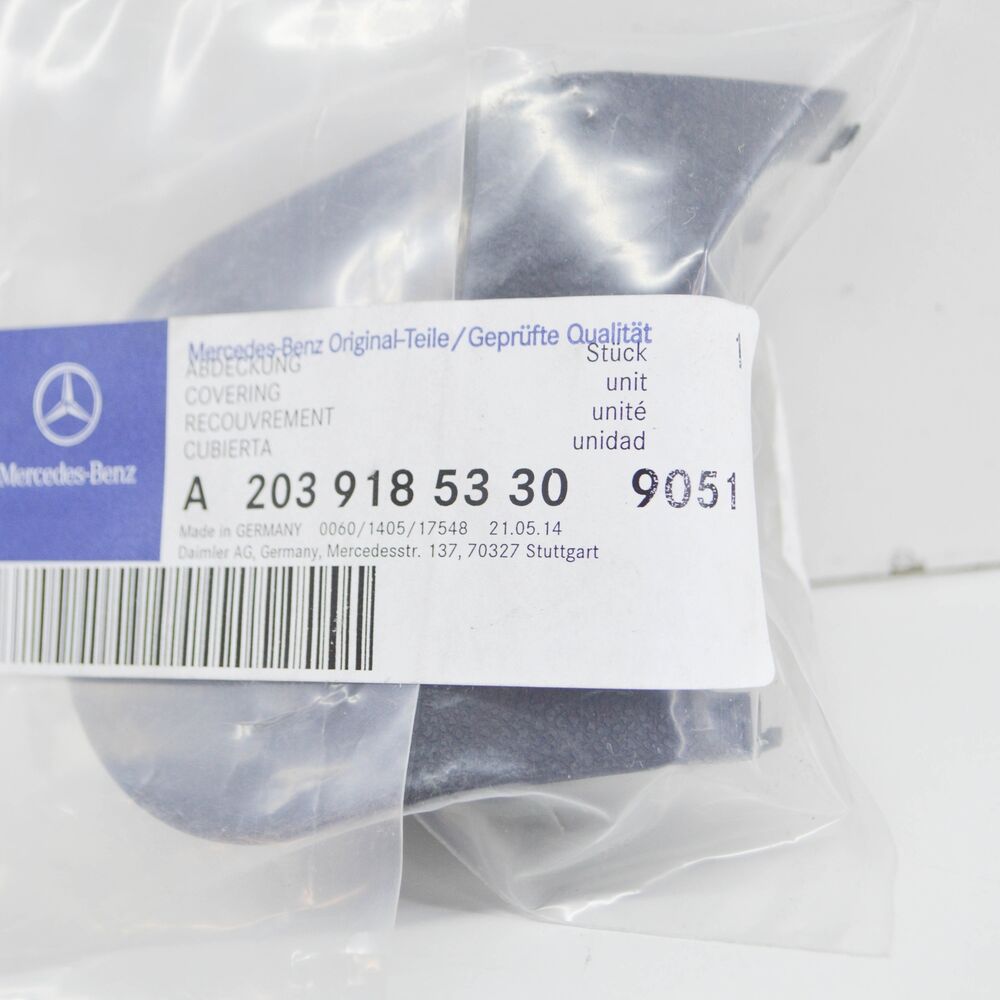 Mercedes-Benz Original-Teile/Geprüfte Qualität
ABDECKUNG Stück 1
COVERING unit
RECOUVREMENT unité
CUBIERTA unidad
Mercedes-Benz
A 203 918 53 30 9051
Made in GERMANY 0060/1405/17548 21.05.14
Daimler AG, Germany, Mercedesstr. 137, 70327 Stuttgart